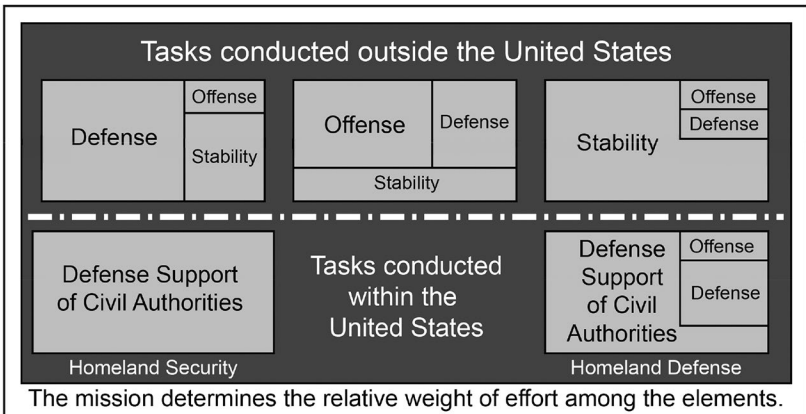 Tasks conducted outside the United States
Defense
Offense
Stability
Offense
Defense
Stability
Stability
Offense
Defense
Defense Support
of Civil Authorities
Homeland Security
Tasks conducted
within the
United States
Defense
Support
of Civil
Authorities
Offense
Defense
Homeland Defense
The mission determines the relative weight of effort among the elements.